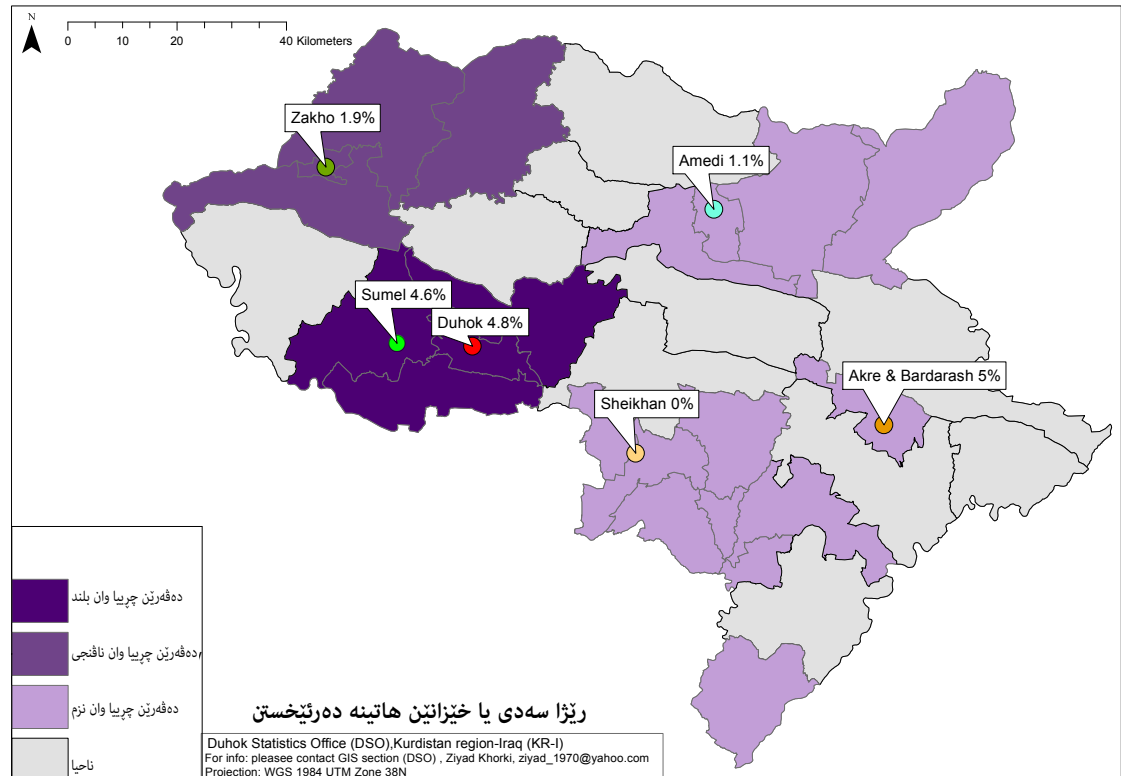 N
0 10 20 40 Kilometers
Zakho 1.9%
Amedi 1.1%
Sumel 4.6%
Duhok 4.8%
Akre & Bardarash 5%
Sheikhan 0%
دەڤەرێن چڕییا وان بلند
دەڤەرێن چڕییا وان ناڤنجی
دەڤەرێن چڕییا وان نزم
ناحیا
رێژا سەدی یا خێزانێن هاتینه دەرئێخستن
Duhok Statistics Office (DSO),Kurdistan region-Iraq (KR-I)
For info: pleasee contact GIS section (DSO) , Ziyad Khorki, ziyad_1970@yahoo.com
Projection: WGS 1984 UTM Zone 38N